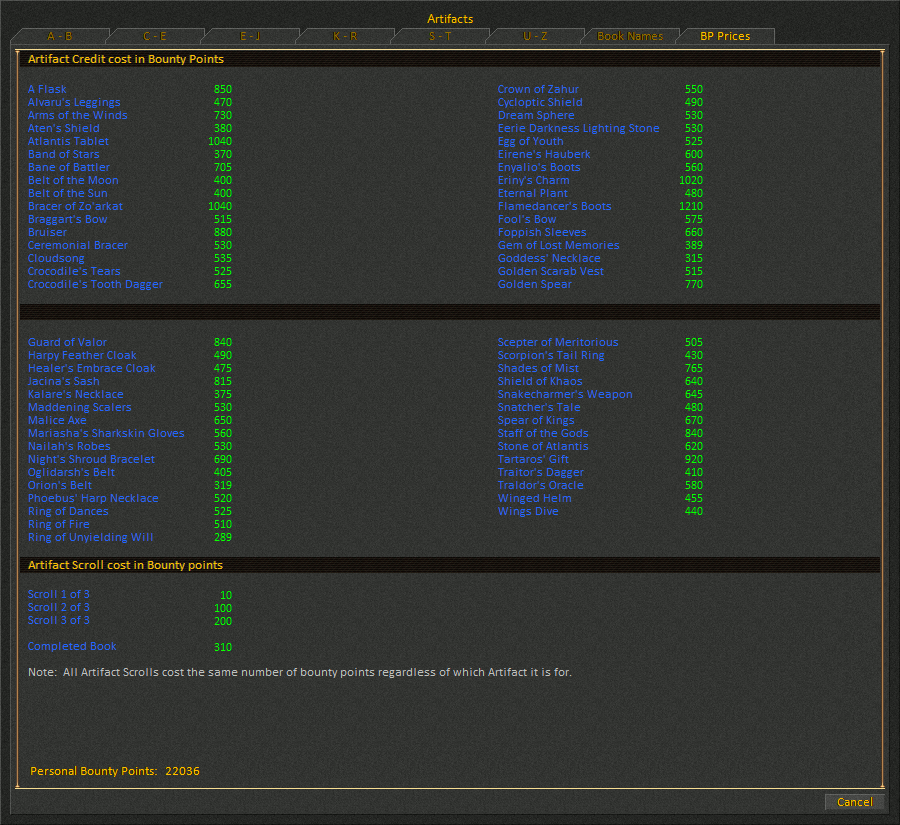 Artifacts
A - B C - E E - J K - R S - T U - Z Book Names BP Prices
Artifact Credit cost in Bounty Points
A Flask 850
Alvaru's Leggings 470
Arms of the Winds 730
Aten's Shield 380
Atlantis Tablet 1040
Band of Stars 370
Bane of Battler 705
Belt of the Moon 400
Belt of the Sun 400
Bracer of Zo'arkat 1040
Braggart's Bow 515
Bruiser 880
Ceremonial Bracer 530
Cloudsong 535
Crocodile's Tears 525
Crocodile's Tooth Dagger 655
Crown of Zahur 550
Cycloptic Shield 490
Dream Sphere 530
Eerie Darkness Lighting Stone 530
Egg of Youth 525
Eirene's Hauberk 600
Enyalio's Boots 560
Eriny's Charm 1020
Eternal Plant 480
Flamedancer's Boots 1210
Fool's Bow 575
Foppish Sleeves 660
Gem of Lost Memories 389
Goddess' Necklace 315
Golden Scarab Vest 515
Golden Spear 770
Guard of Valor 840
Harpy Feather Cloak 490
Healer's Embrace Cloak 475
Jacina's Sash 815
Kalare's Necklace 375
Maddening Scalers 530
Malice Axe 650
Mariasha's Sharkskin Gloves 560
Nailah's Robes 530
Night's Shroud Bracelet 690
Oglidarsh's Belt 405
Orion's Belt 319
Phoebus' Harp Necklace 520
Ring of Dances 525
Ring of Fire 510
Ring of Unyielding Will 289
Scepter of Meritorious 505
Scorpion's Tail Ring 430
Shades of Mist 765
Shield of Khaos 640
Snakecharmer's Weapon 645
Snatcher's Tale 480
Spear of Kings 670
Staff of the Gods 840
Stone of Atlantis 620
Tartaros' Gift 920
Traitor's Dagger 410
Traldor's Oracle 580
Winged Helm 455
Wings Dive 440
Artifact Scroll cost in Bounty points
Scroll 1 of 3 10
Scroll 2 of 3 100
Scroll 3 of 3 200
Completed Book 310
Note: All Artifact Scrolls cost the same number of bounty points regardless of which Artifact it is for.
Personal Bounty Points: 22036
Cancel